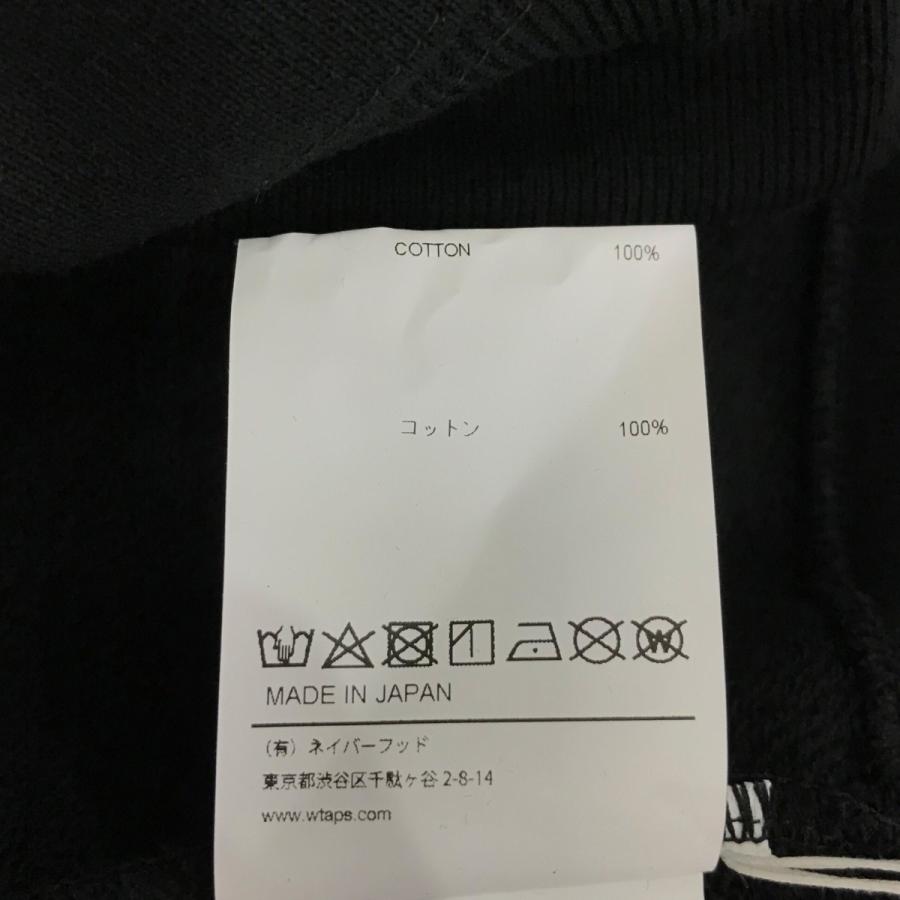 COTTON 100%
コットン 100%
W
MADE IN JAPAN
(有) ネイバーフッド
東京都渋谷区千駄ヶ谷 2-8-14
www.wtaps.com